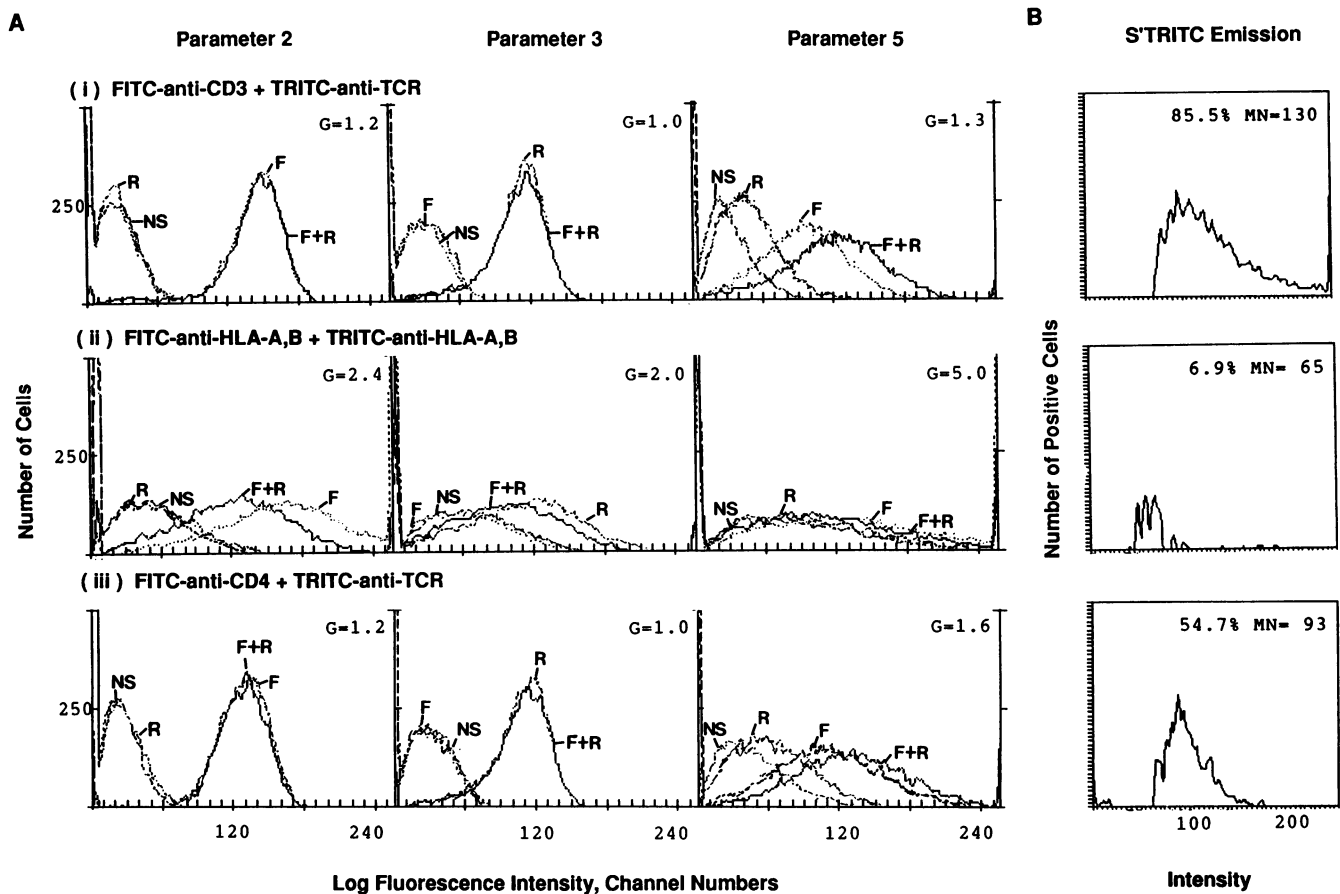 A
B
Parameter 2
Parameter 3
Parameter 5
S'TRITC Emission
( i ) FITC-anti-CD3 + TRITC-anti-TCR
G=1.2
G=1.0
G=1.3
85.5% MN=130
R
NS
F
F+R
250
F
NS
R
F+R
NS
R
F
F+R
( ii ) FITC-anti-HLA-A,B + TRITC-anti-HLA-A,B
G=2.4
G=2.0
G=5.0
6.9% MN= 65
250
R
NS
F+R
F
F
NS
F+R
R
NS
R
F
F+R
( iii ) FITC-anti-CD4 + TRITC-anti-TCR
G=1.2
G=1.0
G=1.6
54.7% MN= 93
250
NS
R
F+R
F
F
NS
R
F+R
NS
R
F
F+R
120
240
120
240
120
240
100
200
Number of Cells
Number of Positive Cells
Log Fluorescence Intensity, Channel Numbers
Intensity